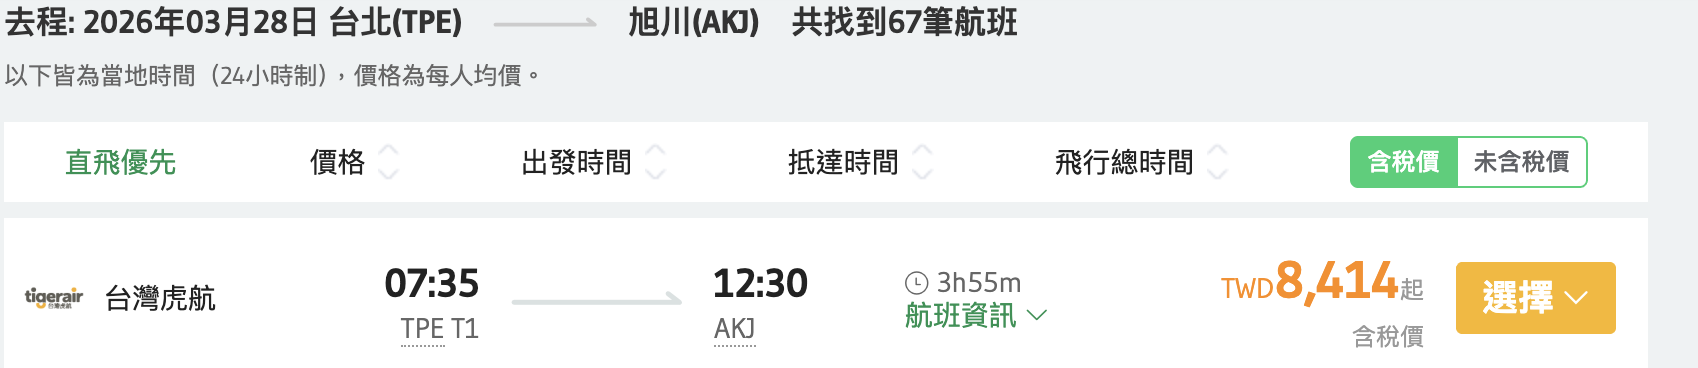 去程: 2026年03月28日 台北(TPE) 旭川(AKJ) 共找到67筆航班
以下皆為當地時間（24小時制），價格為每人均價。
直飛優先 價格 出發時間 抵達時間 飛行總時間 含稅價 未含稅價
tigerair 台灣虎航 台灣虎航 07:35 12:30 3h55m TWD8,414起 選擇
TPE T1 AKJ 航班資訊 含稅價